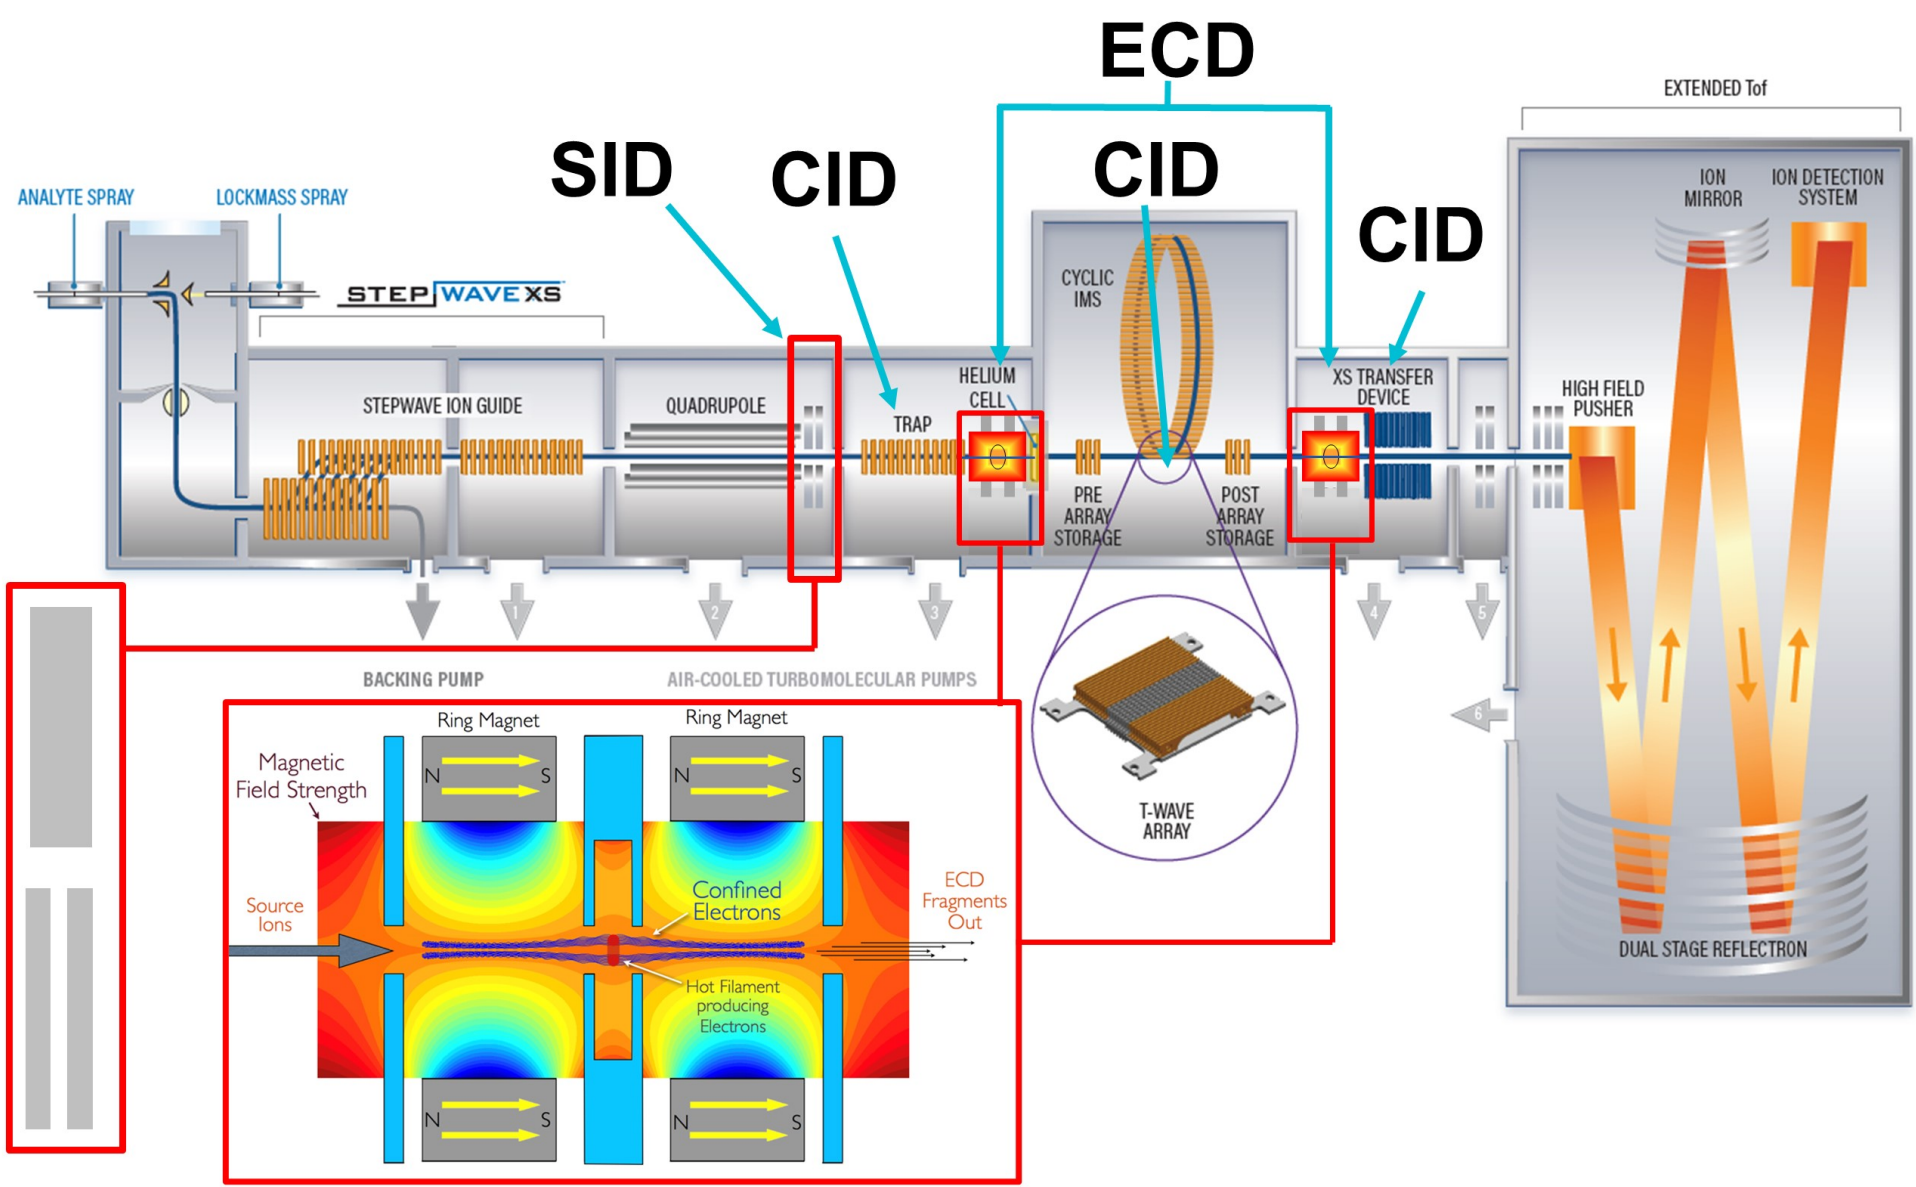 ECD
EXTENDED Tof
SID
CID
CID
CID
ANALYTE SPRAY
LOCKMASS SPRAY
STEPWAVE XS
ION
MIRROR
ION DETECTION
SYSTEM
CYCLIC
IMS
STEPWAVE ION GUIDE
QUADRUPOLE
TRAP
HELIUM
CELL
XS TRANSFER
DEVICE
HIGH FIELD
PUSHER
PRE
ARRAY
STORAGE
POST
ARRAY
STORAGE
1
2
3
4
5
6
BACKING PUMP
AIR-COOLED TURBOMOLECULAR PUMPS
T-WAVE
ARRAY
DUAL STAGE REFLECTRON
Ring Magnet
Ring Magnet
Magnetic
Field Strength
N S
N S
Source
Ions
Confined
Electrons
ECD
Fragments
Out
Hot Filament
producing
Electrons
N S
N S